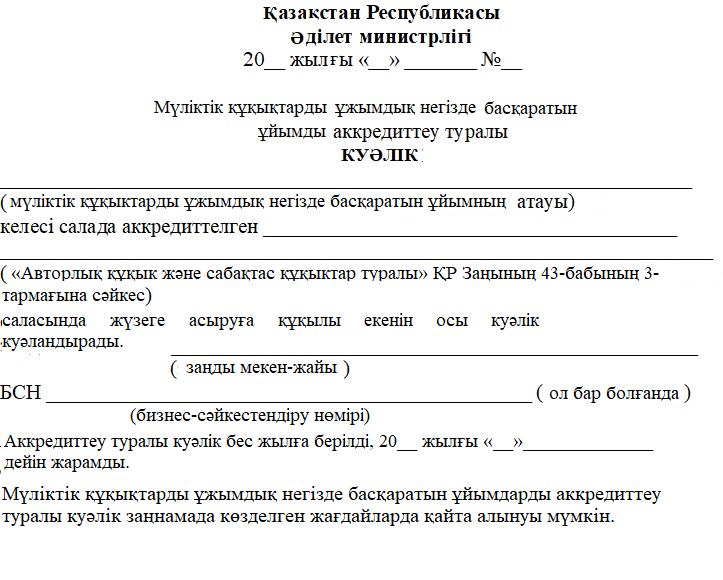 Қазақстан Республикасы
Әділет министрлігі
20__ жылғы «__» _______ №__
Мүліктік құқықтарды ұжымдық негізде басқаратын
ұйымды аккредиттеу туралы
КУӘЛІК
(мүліктік құқықтарды ұжымдық негізде басқаратын ұйымның атауы)
келесі салада аккредиттелген ________________________________________
( «Авторлық құқық және сабақтас құқықтар туралы» ҚР Заңының 43-бабының 3-
тармағына сәйкес)
саласында жүзеге асыруға құқылы екенін осы куәлік
куәландырады.
( заңды мекен-жайы )
БСН _______________________________________________ ( ол бар болғанда )
(бизнес-сәйкестендіру нөмірі)
Аккредиттеу туралы куәлік бес жылға берілді, 20__ жылғы «__»_____________
дейін жарамды.
Мүліктік құқықтарды ұжымдық негізде басқаратын ұйымдарды аккредиттеу
туралы куәлік заңнамада көзделген жағдайларда қайта алынуы мүмкін.